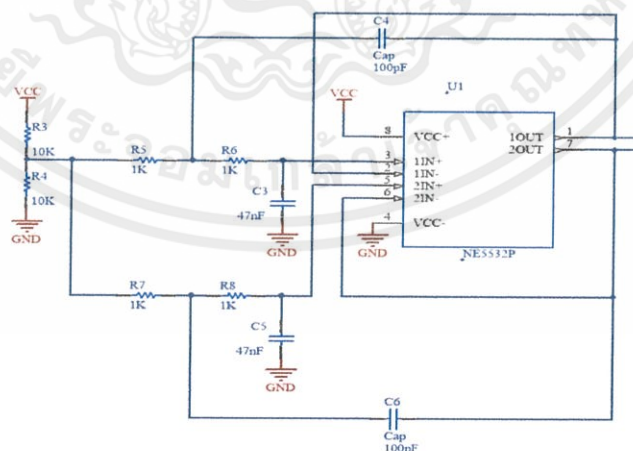 C4
Cap
100pF
U1
VCC
VCC
R3
10K
R4
10K
GND
R5
1K
R6
1K
C3
47nF
GND
8
VCC+
3
1IN+
2
1IN-
5
2IN+
6
2IN-
4
VCC-
GND
1OUT
1
2OUT
7
NE5532P
R7
1K
R8
1K
C5
47nF
GND
C6
Cap
100pF